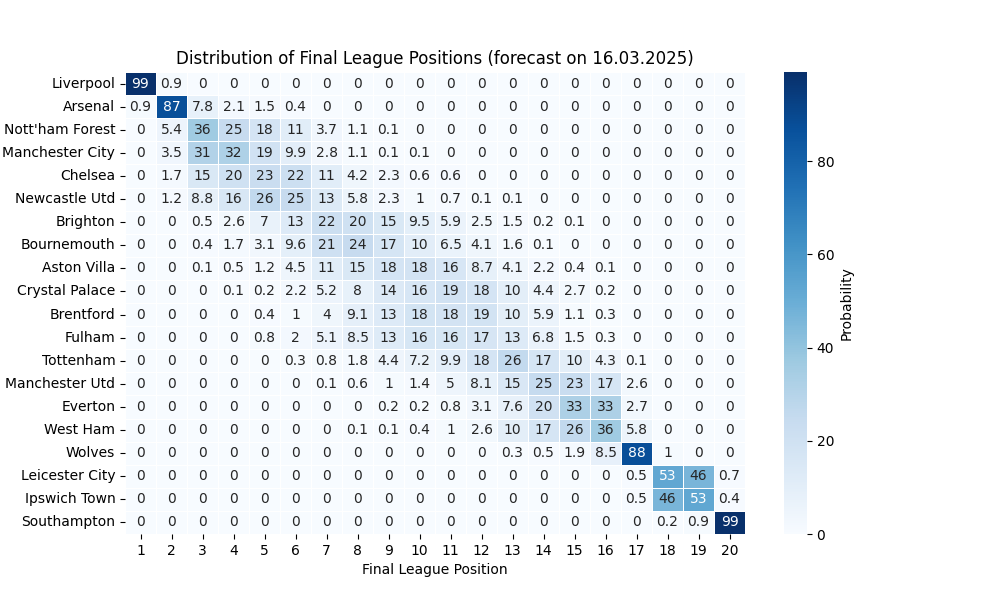 Distribution of Final League Positions (forecast on 16.03.2025)
Liverpool 99 0.9 0 0 0 0 0 0 0 0 0 0 0 0 0 0 0 0 0 0
Arsenal 0.9 87 7.8 2.1 1.5 0.4 0 0 0 0 0 0 0 0 0 0 0 0 0 0
Nott'ham Forest 0 5.4 36 25 18 11 3.7 1.1 0.1 0 0 0 0 0 0 0 0 0 0 0
Manchester City 0 3.5 31 32 19 9.9 2.8 1.1 0.1 0.1 0 0 0 0 0 0 0 0 0 0
Chelsea 0 1.7 15 20 23 22 11 4.2 2.3 0.6 0.6 0 0 0 0 0 0 0 0 0
Newcastle Utd 0 1.2 8.8 16 26 25 13 5.8 2.3 1 0.7 0.1 0.1 0 0 0 0 0 0 0
Brighton 0 0 0.5 2.6 7 13 22 20 15 9.5 5.9 2.5 1.5 0.2 0.1 0 0 0 0 0
Bournemouth 0 0 0.4 1.7 3.1 9.6 21 24 17 10 6.5 4.1 1.6 0.1 0 0 0 0 0 0
Aston Villa 0 0 0.1 0.5 1.2 4.5 11 15 18 18 16 8.7 4.1 2.2 0.4 0.1 0 0 0 0
Crystal Palace 0 0 0 0.1 0.2 2.2 5.2 8 14 16 19 18 10 4.4 2.7 0.2 0 0 0 0
Brentford 0 0 0 0 0.4 1 4 9.1 13 18 18 19 10 5.9 1.1 0.3 0 0 0 0
Fulham 0 0 0 0 0.8 2 5.1 8.5 13 16 16 17 13 6.8 1.5 0.3 0 0 0 0
Tottenham 0 0 0 0 0 0.3 0.8 1.8 4.4 7.2 9.9 18 26 17 10 4.3 0.1 0 0 0
Manchester Utd 0 0 0 0 0 0 0.1 0.6 1 1.4 5 8.1 15 25 23 17 2.6 0 0 0
Everton 0 0 0 0 0 0 0 0 0.2 0.2 0.8 3.1 7.6 20 33 33 2.7 0 0 0
West Ham 0 0 0 0 0 0 0 0.1 0.1 0.4 1 2.6 10 17 26 36 5.8 0 0 0
Wolves 0 0 0 0 0 0 0 0 0 0 0 0 0.3 0.5 1.9 8.5 88 1 0 0
Leicester City 0 0 0 0 0 0 0 0 0 0 0 0 0 0 0 0 0.5 53 46 0.7
Ipswich Town 0 0 0 0 0 0 0 0 0 0 0 0 0 0 0 0 0.5 46 53 0.4
Southampton 0 0 0 0 0 0 0 0 0 0 0 0 0 0 0 0 0 0.2 0.9 99
1 2 3 4 5 6 7 8 9 10 11 12 13 14 15 16 17 18 19 20
Final League Position
80
60
40
20
0
Probability